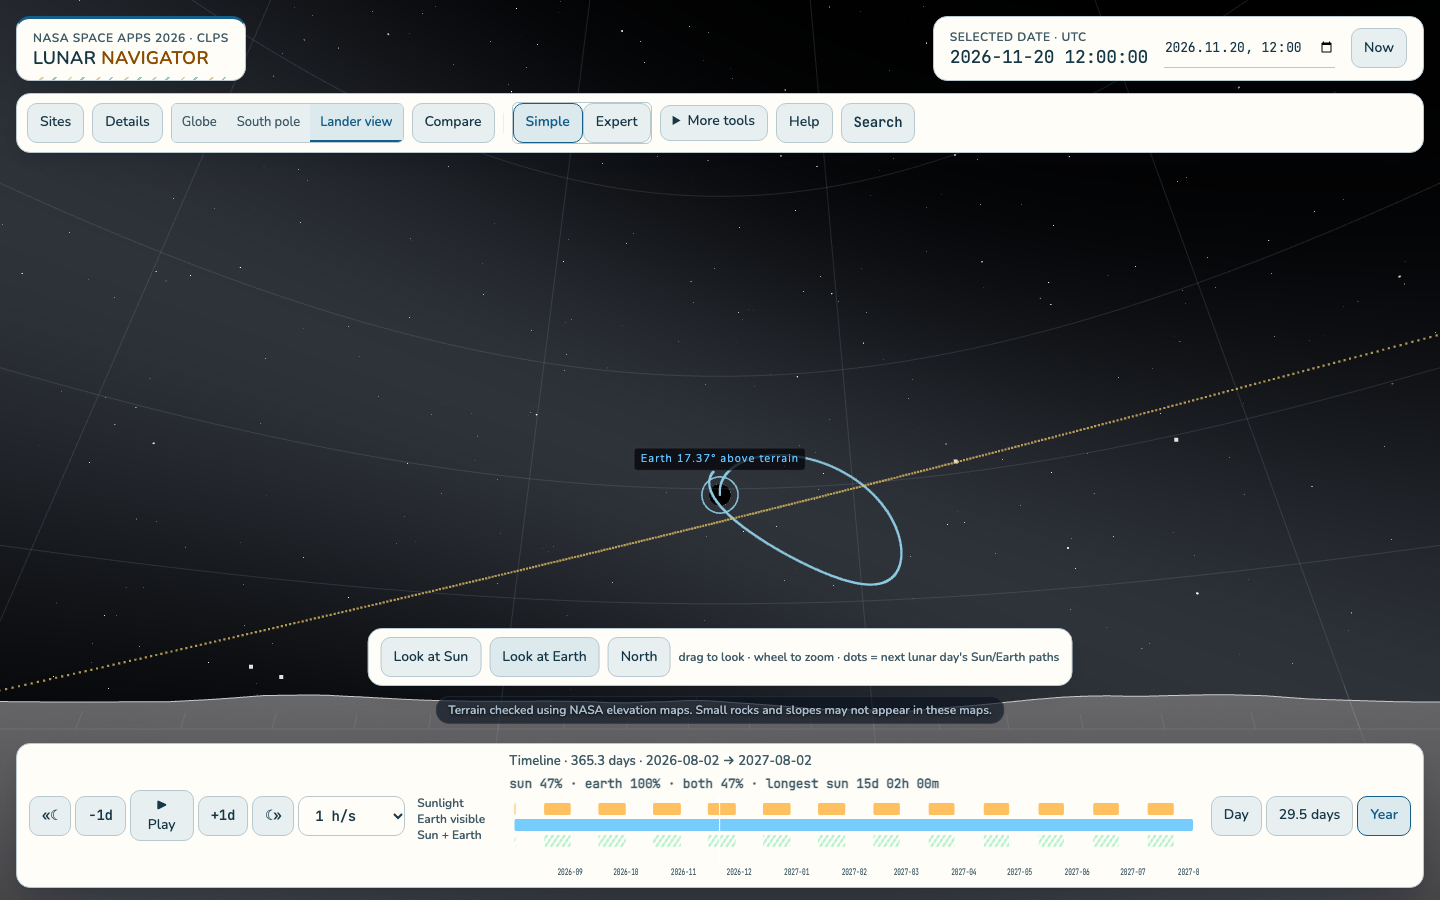 NASA SPACE APPS 2026 · CLPS
LUNAR NAVIGATOR
SELECTED DATE · UTC
2026-11-20 12:00:00
2026.11.20, 12:00
Now
Sites
Details
Globe
South pole
Lander view
Compare
Simple
Expert
▶ More tools
Help
Search
Earth 17.37° above terrain
Look at Sun
Look at Earth
North
drag to look · wheel to zoom · dots = next lunar day's Sun/Earth paths
Terrain checked using NASA elevation maps. Small rocks and slopes may not appear in these maps.
Timeline · 365.3 days · 2026-08-02 → 2027-08-02
sun 47% · earth 100% · both 47% · longest sun 15d 02h 00m
«☾
-1d
▶
Play
+1d
☾»
1 h/s
Sunlight
Earth visible
Sun + Earth
2026-09
2026-10
2026-11
2026-12
2027-01
2027-02
2027-03
2027-04
2027-05
2027-06
2027-07
2027-0
Day
29.5 days
Year